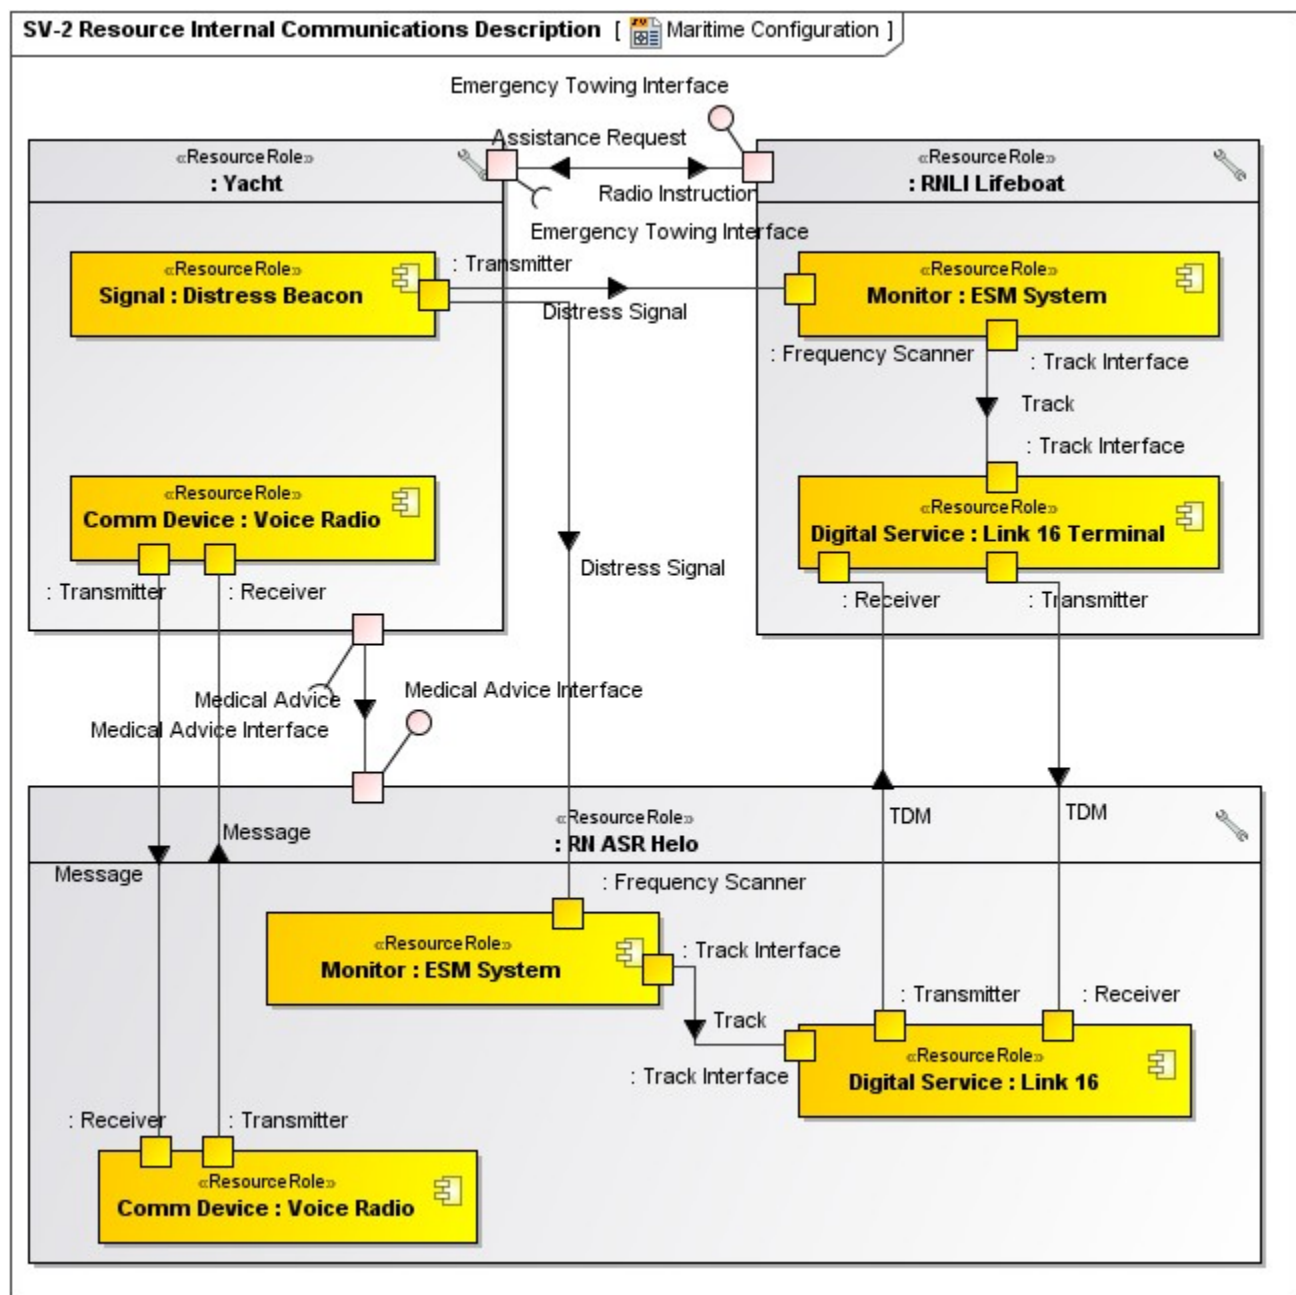 SV-2 Resource Internal Communications Description [ Maritime Configuration ]
Emergency Towing Interface
Assistance Request
Radio Instruction
Emergency Towing Interface
«ResourceRole»
: Yacht
«ResourceRole»
: RNLI Lifeboat
«ResourceRole»
Signal : Distress Beacon
: Transmitter
Distress Signal
«ResourceRole»
Monitor : ESM System
: Frequency Scanner
: Track Interface
Track
: Track Interface
«ResourceRole»
Comm Device : Voice Radio
: Transmitter
: Receiver
Distress Signal
«ResourceRole»
Digital Service : Link 16 Terminal
: Receiver
: Transmitter
Medical Advice
Medical Advice Interface
Medical Advice Interface
«ResourceRole»
: RN ASR Helo
Message
Message
TDM
TDM
: Frequency Scanner
«ResourceRole»
Monitor : ESM System
: Track Interface
Track
: Track Interface
: Transmitter
: Receiver
«ResourceRole»
Digital Service : Link 16
: Receiver
: Transmitter
«ResourceRole»
Comm Device : Voice Radio